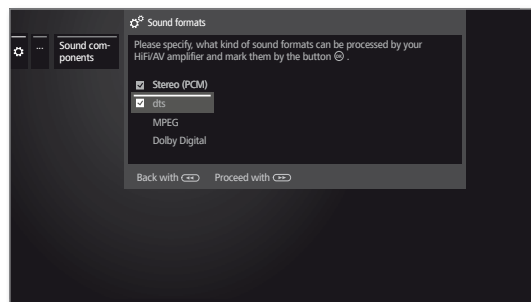 Sound formats
... Sound com-
ponents
Please specify, what kind of sound formats can be processed by your
HiFi/AV amplifier and mark them by the button OK .
Stereo (PCM)
dts
MPEG
Dolby Digital
Back with Proceed with